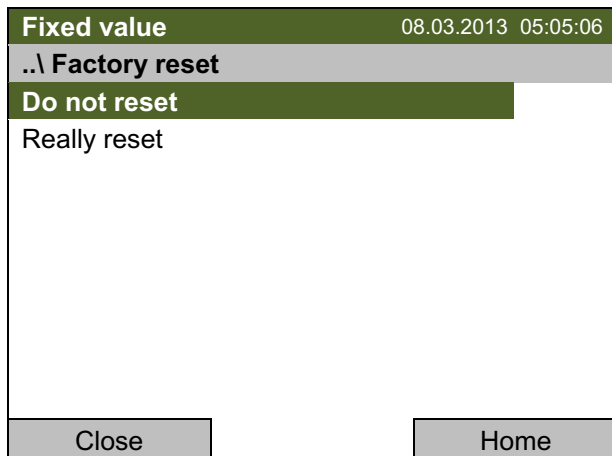 Fixed value 08.03.2013 05:05:06
..\ Factory reset
Do not reset
Really reset
Close Home